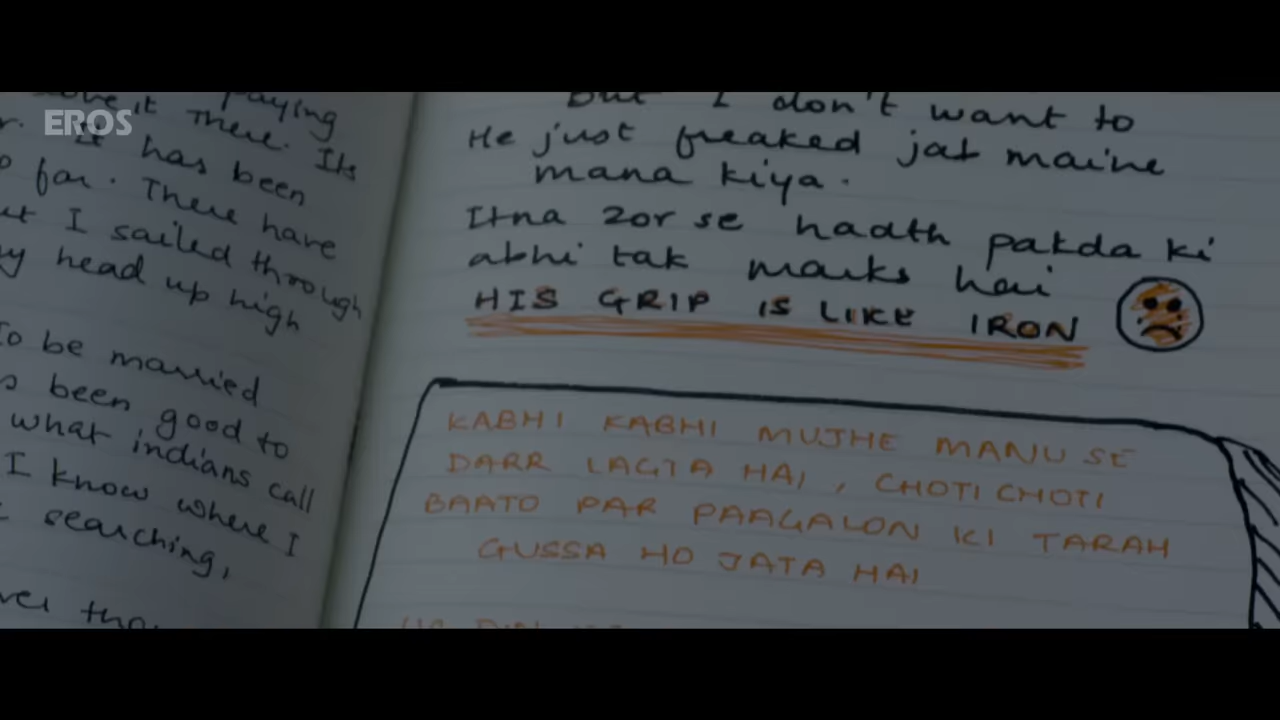 EROS
paying
it There. Its
it has been
far. There have
I sailed through
head up high
To be married
been good to
what indians call
I know where I
searching,
But I don't want to
He just freaked jab maine
mana kiya.
Itna zor se hadth pakda ki
abhi tak marks hai
HIS GRIP IS LIKE IRON
KABHI KABHI MUJHE MANU SE
DARR LAGTA HAI, CHOTI CHOTI
BAATO PAR PAAGALON KI TARAH
GUSSA HO JATA HAI